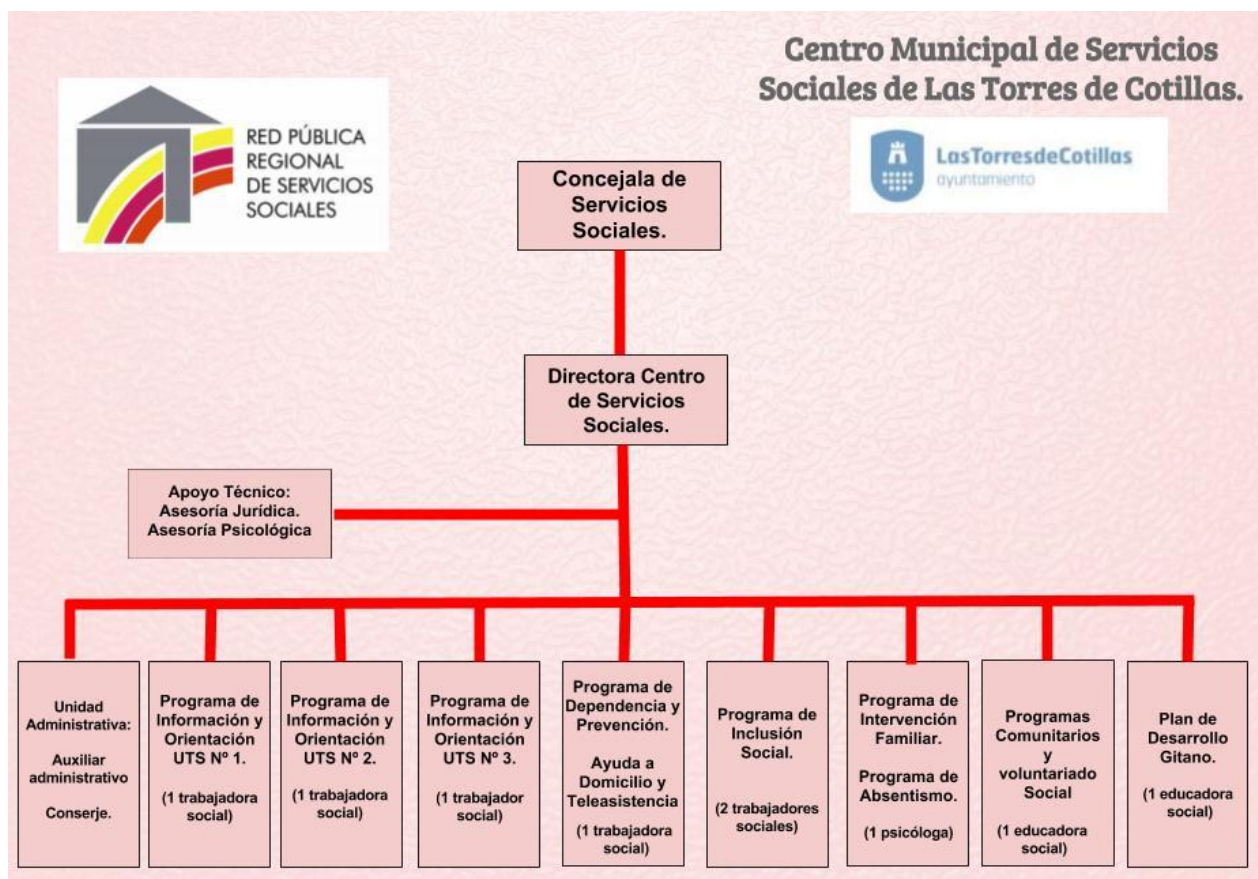 Centro Municipal de Servicios
Sociales de Las Torres de Cotillas.
RED PÚBLICA
REGIONAL
DE SERVICIOS
SOCIALES
LasTorresdeCotillas
ayuntamiento
Concejala de
Servicios
Sociales.
Directora Centro
de Servicios
Sociales.
Apoyo Técnico:
Asesoría Jurídica.
Asesoría Psicológica
Unidad
Administrativa:
Auxiliar
administrativo
Conserje.
Programa de
Información y
Orientación
UTS Nº 1.
(1 trabajadora
social)
Programa de
Información y
Orientación
UTS Nº 2.
(1 trabajadora
social)
Programa de
Información y
Orientación
UTS Nº 3.
(1 trabajador
social)
Programa de
Dependencia y
Prevención.
Ayuda a
Domicilio y
Teleasistencia
(1 trabajadora
social)
Programa de
Inclusión
Social.
(2 trabajadores
sociales)
Programa de
Intervención
Familiar.
Programa de
Absentismo.
(1 psicóloga)
Programas
Comunitarios
y
voluntariado
Social
(1 educadora
social)
Plan de
Desarrollo
Gitano.
(1 educadora
social)